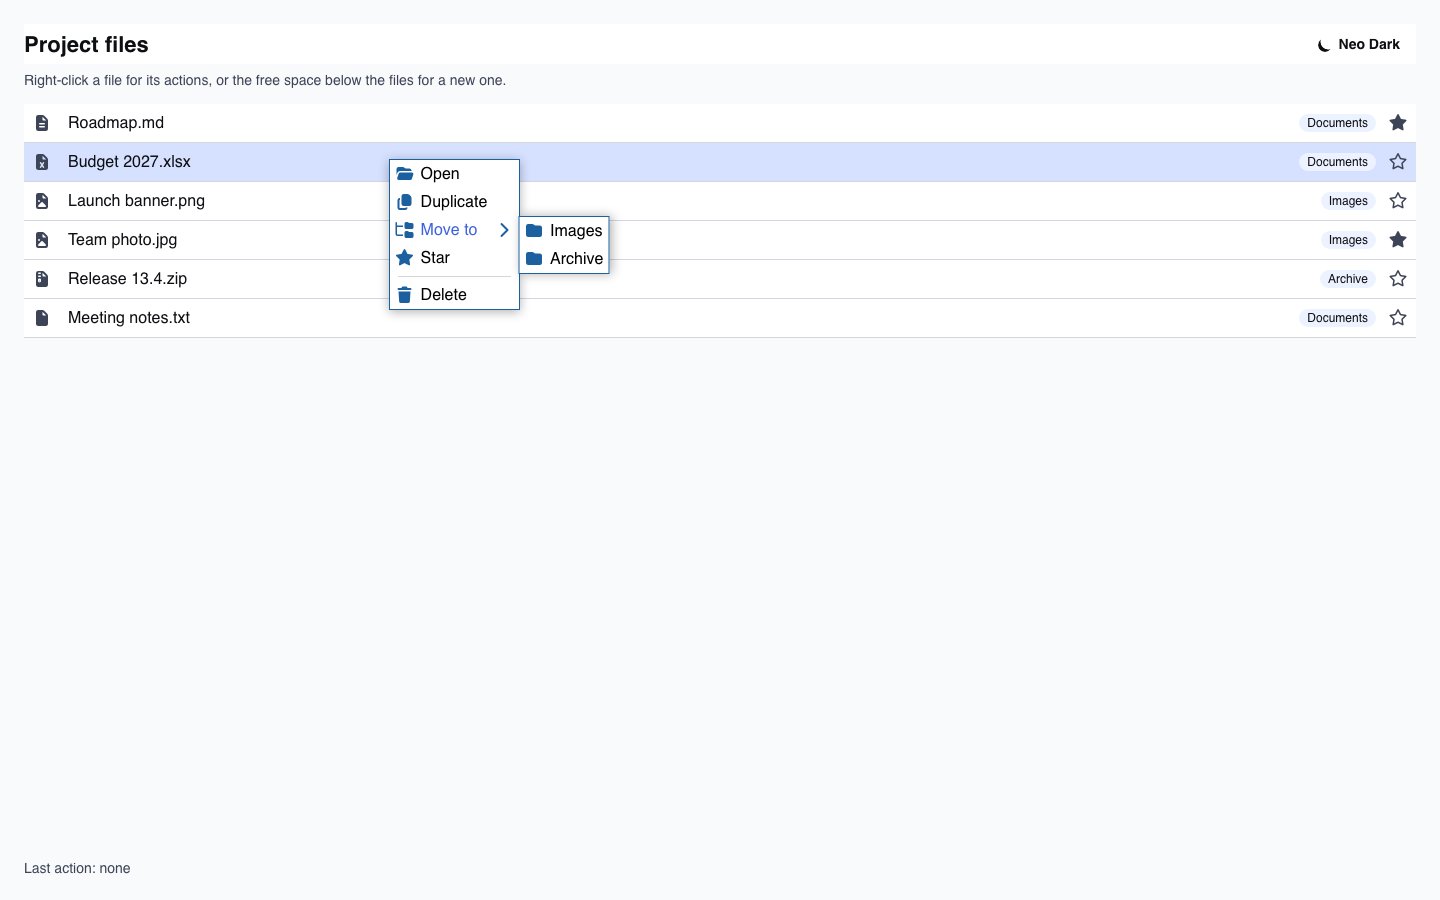 Project files
Neo Dark
Right-click a file for its actions, or the free space below the files for a new one.
Roadmap.md
Documents
Budget 2027.xlsx
Documents
Launch banner.png
Images
Team photo.jpg
Images
Release 13.4.zip
Archive
Meeting notes.txt
Documents
Open
Duplicate
Move to
Images
Archive
Star
Delete
Last action: none